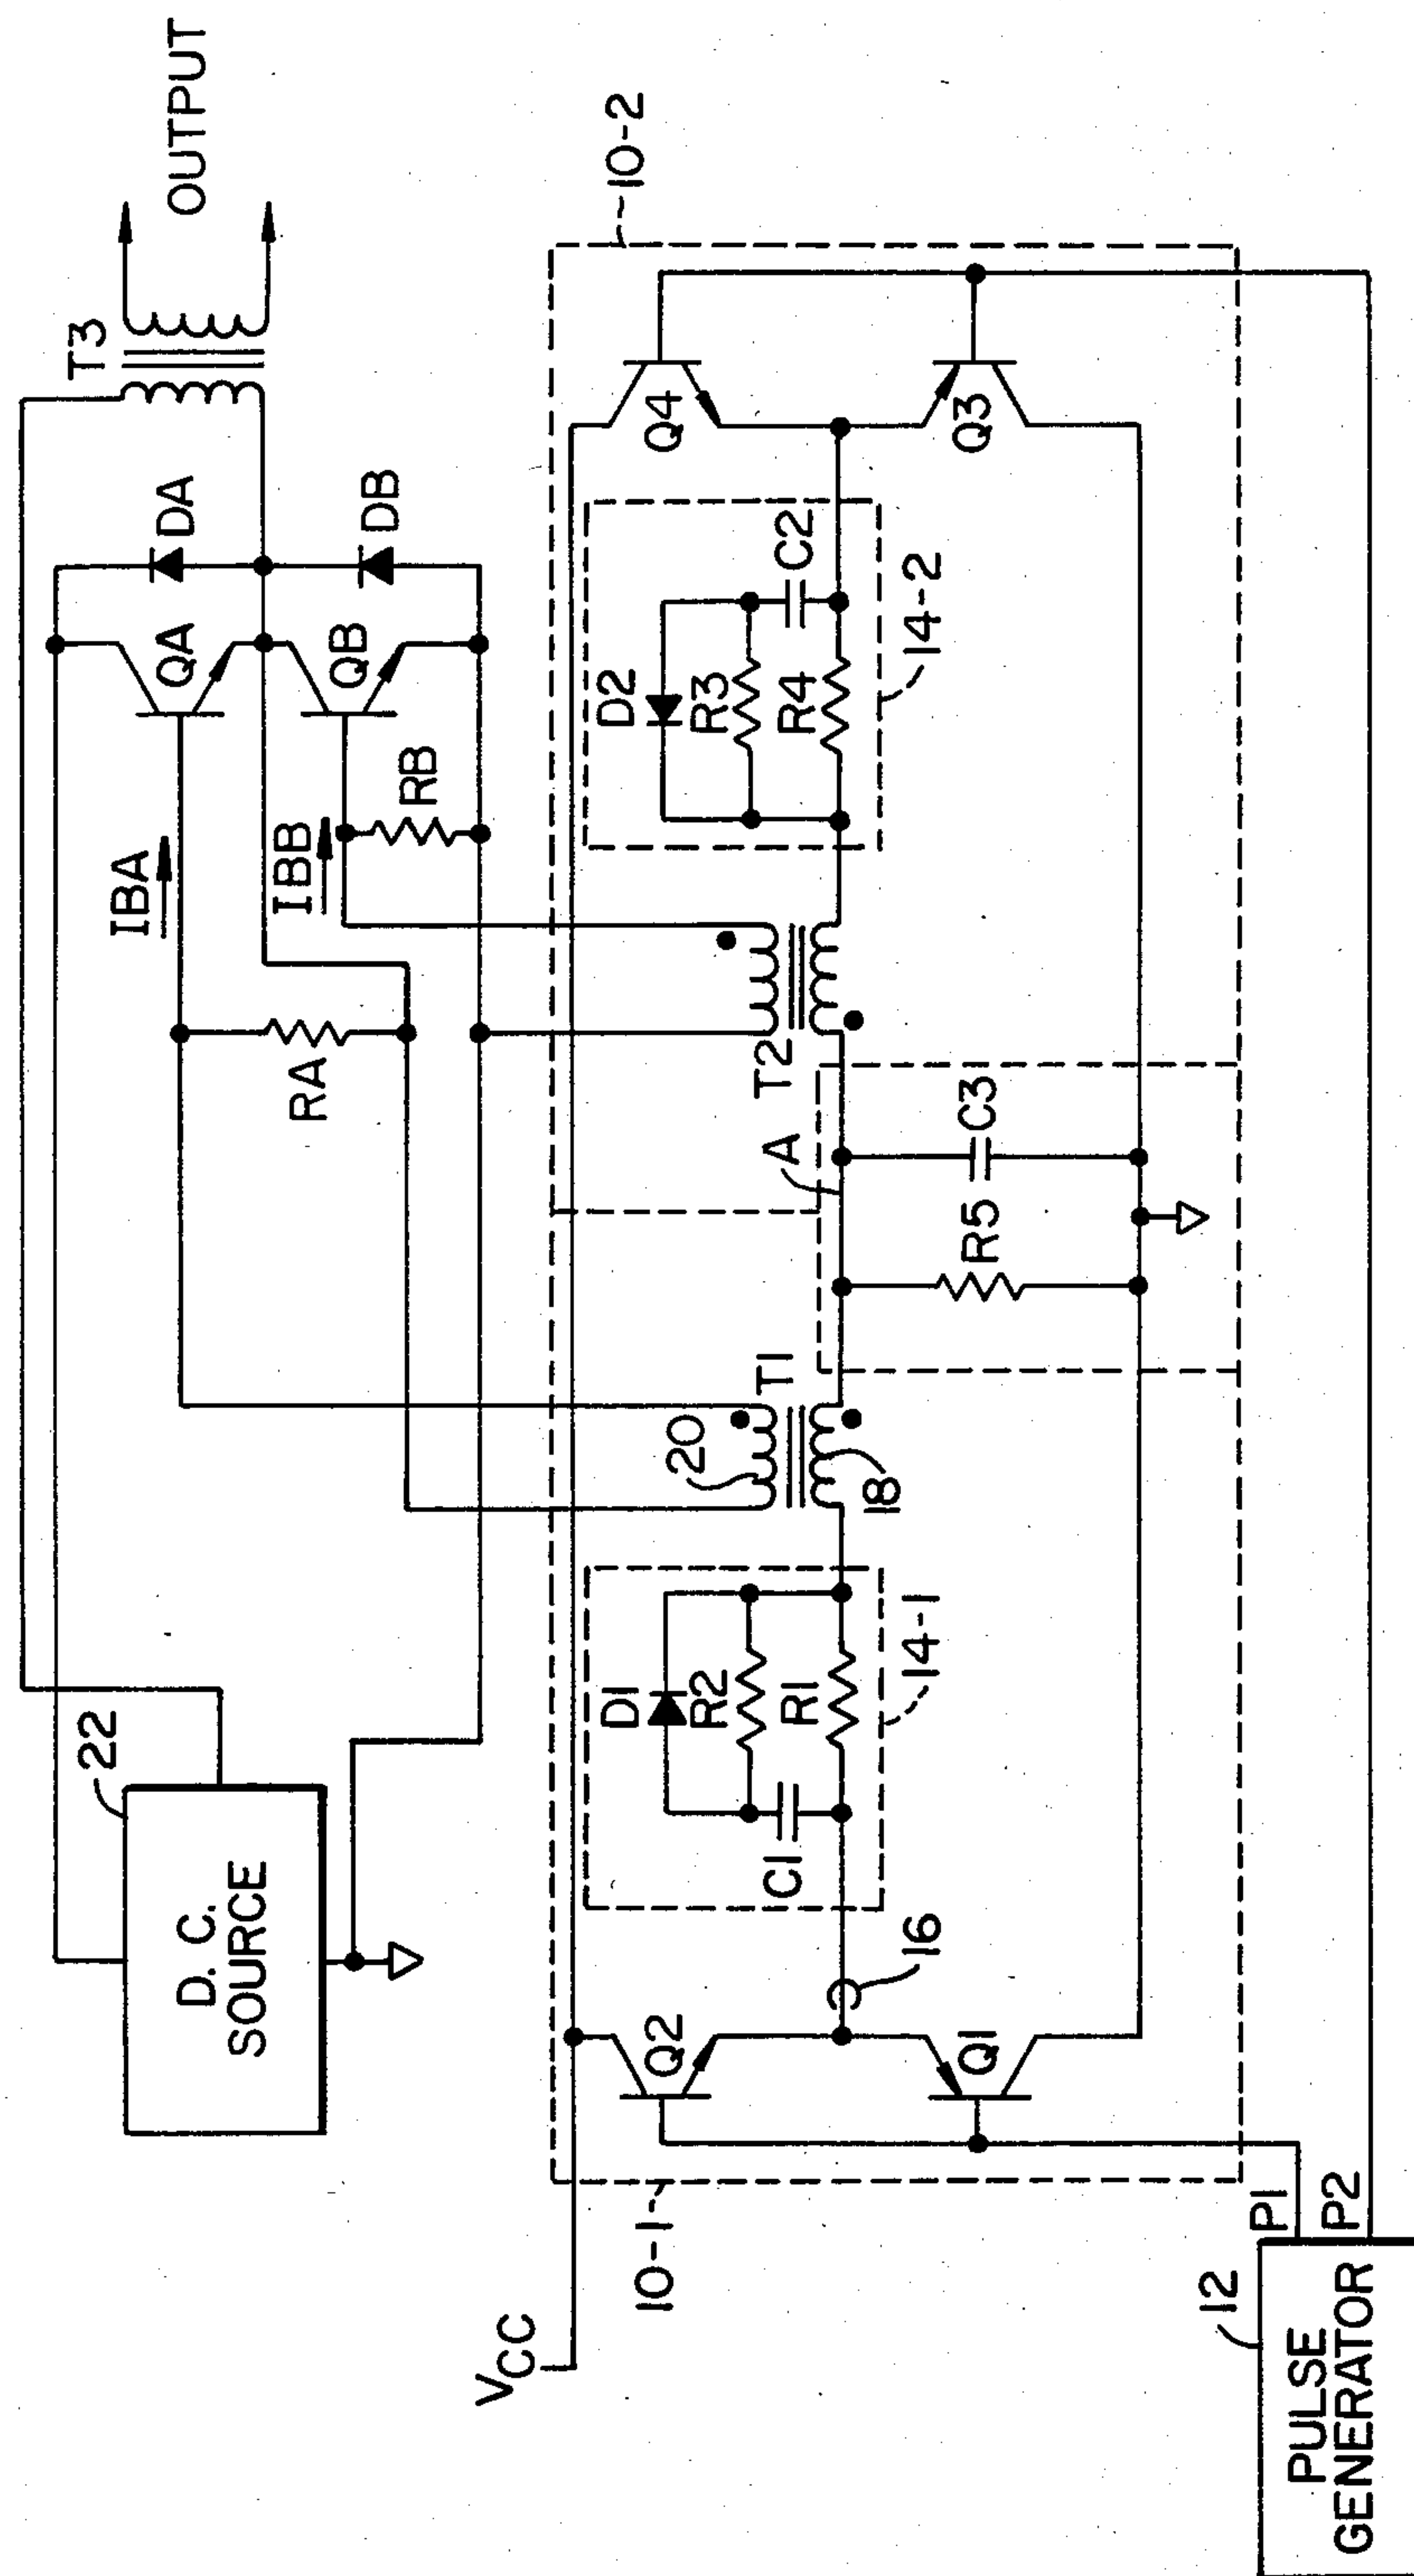 OUTPUT
T3
DA
DB
QA
QB
IBA
IBB
RB
RA
22
D. C.
SOURCE
10-2
Q4
Q3
D2
R3
R4
C2
14-2
T2
A
C3
R5
T1
20
18
D1
R2
R1
C1
14-1
16
Q2
Q1
10-1
VCC
P1
P2
12
PULSE
GENERATOR